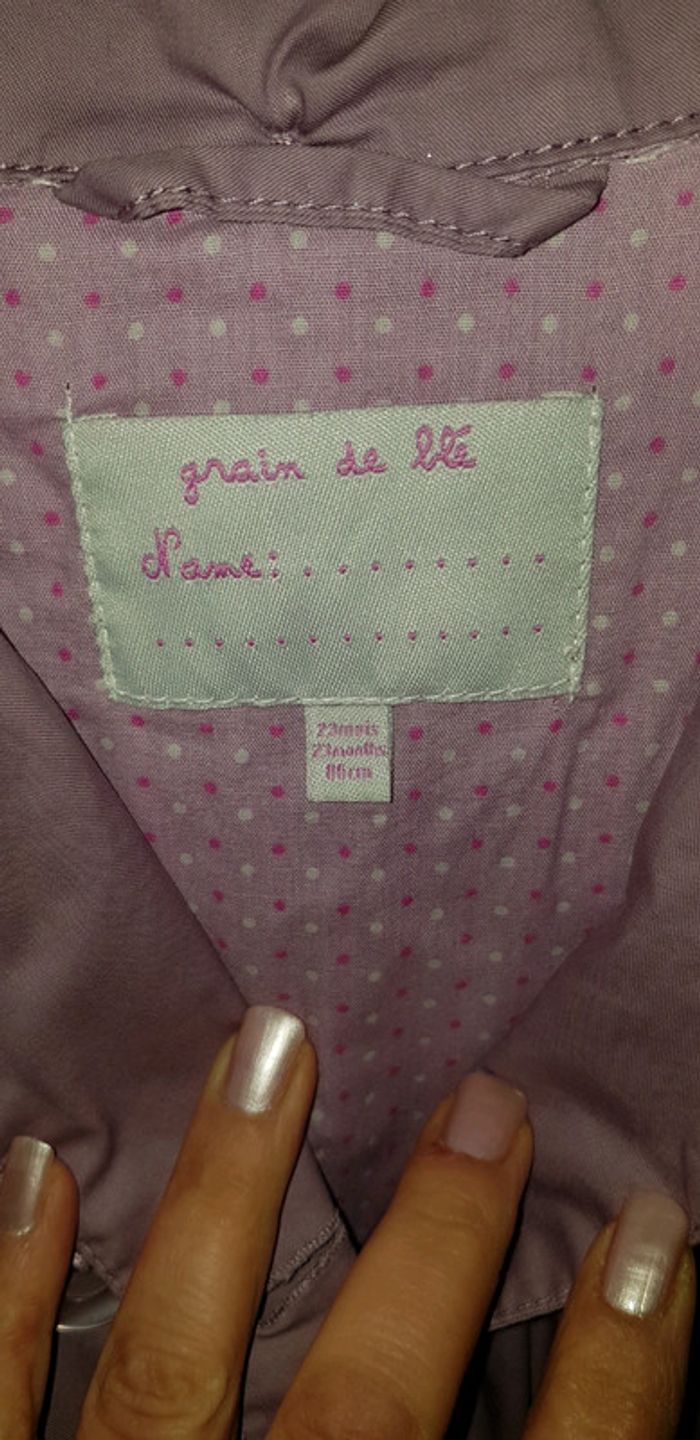 grain de blé
Name: . . . . . . . . .
. . . . . . . . . . . . .
23mois
23months
86cm